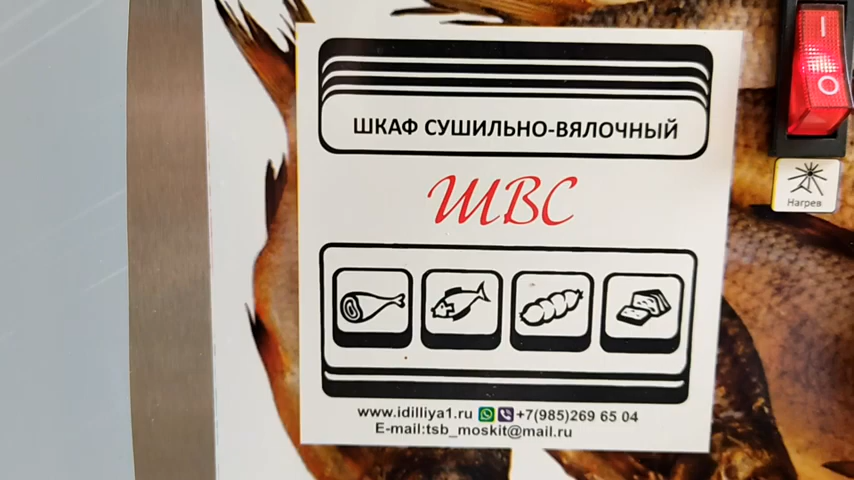 ШКАФ СУШИЛЬНО-ВЯЛОЧНЫЙ
ШВС
Нагрев
www.idilliya1.ru +7(985)269 65 04
E-mail:tsb_moskit@mail.ru